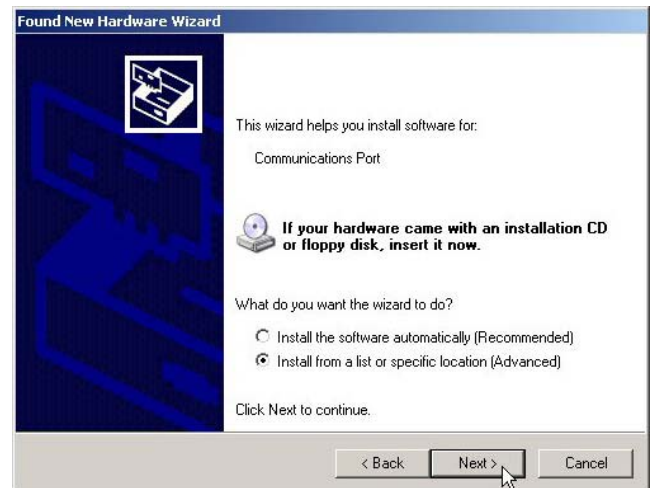 Found New Hardware Wizard
This wizard helps you install software for:
Communications Port
If your hardware came with an installation CD
or floppy disk, insert it now.
What do you want the wizard to do?
Install the software automatically (Recommended)
Install from a list or specific location (Advanced)
Click Next to continue.
< Back Next > Cancel